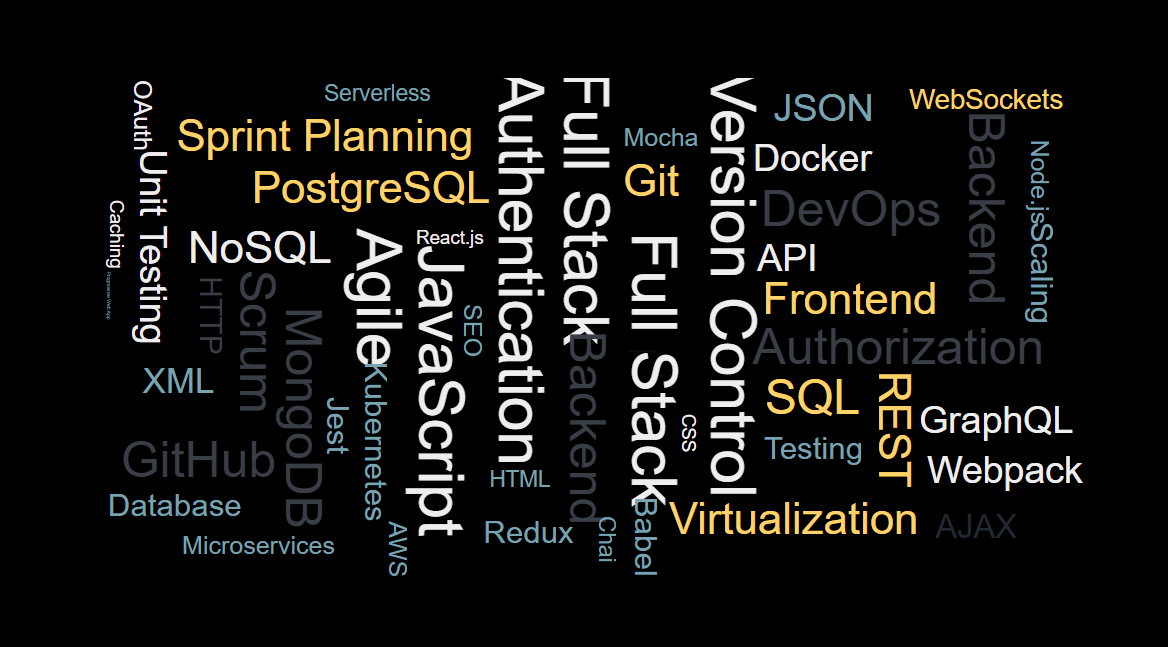 OAuth
Serverless
Sprint Planning
Authentication
Full Stack
Mocha
Version Control
JSON
WebSockets
Backend
Unit Testing
PostgreSQL
Git
Docker
Node.js
DevOps
Caching
NoSQL
Agile
React.js
JavaScript
Full Stack
API
Scaling
Progressive Web App
HTTP
Scrum
MongoDB
SEO
Frontend
Backend
Authorization
XML
Kubernetes
Jest
CSS
SQL
REST
GraphQL
GitHub
Testing
Webpack
HTML
Database
Microservices
AWS
Redux
Chai
Babel
Virtualization
AJAX